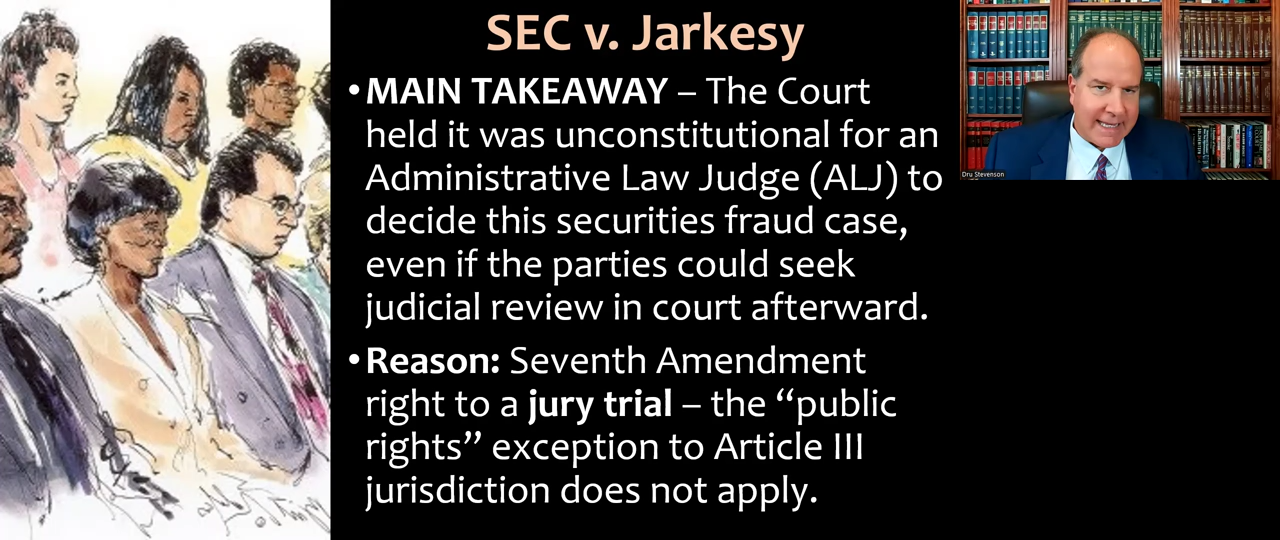 SEC v. Jarkesy
•MAIN TAKEAWAY – The Court
held it was unconstitutional for an
Administrative Law Judge (ALJ) to
decide this securities fraud case,
even if the parties could seek
judicial review in court afterward.
•Reason: Seventh Amendment
right to a jury trial – the “public
rights” exception to Article III
jurisdiction does not apply.
Dru Stevenson